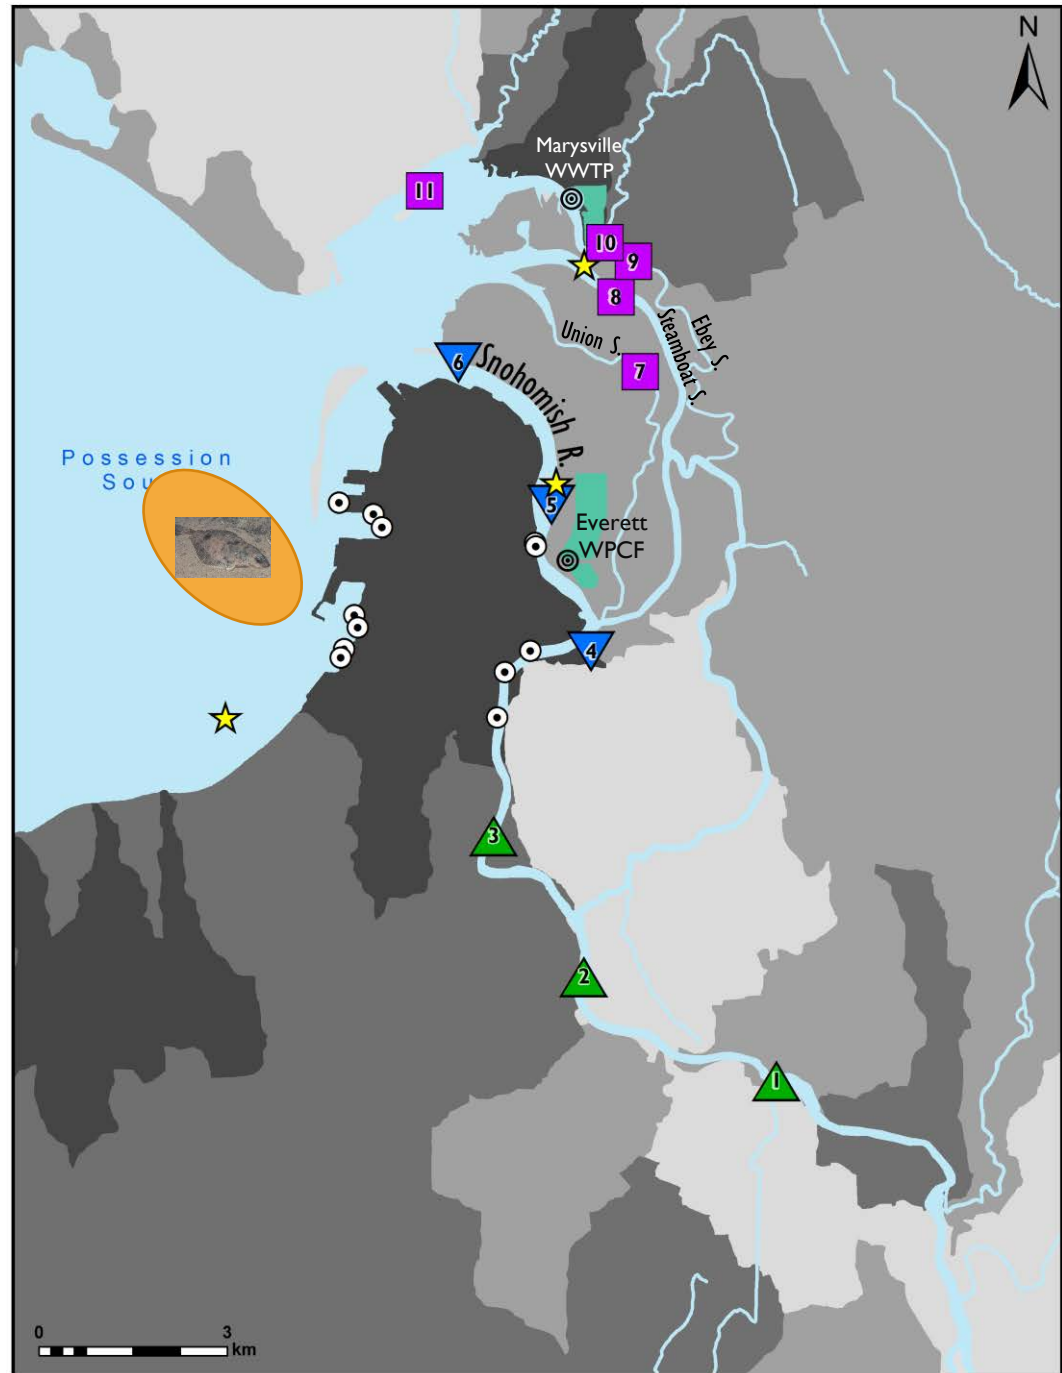 N
Marysville
WWTP
11
10
9
8
Ebey S.
Steamboat S.
Union S.
7
6
Snohomish R.
Possession
Sou
5
Everett
WPCF
4
3
2
1
0 3
km